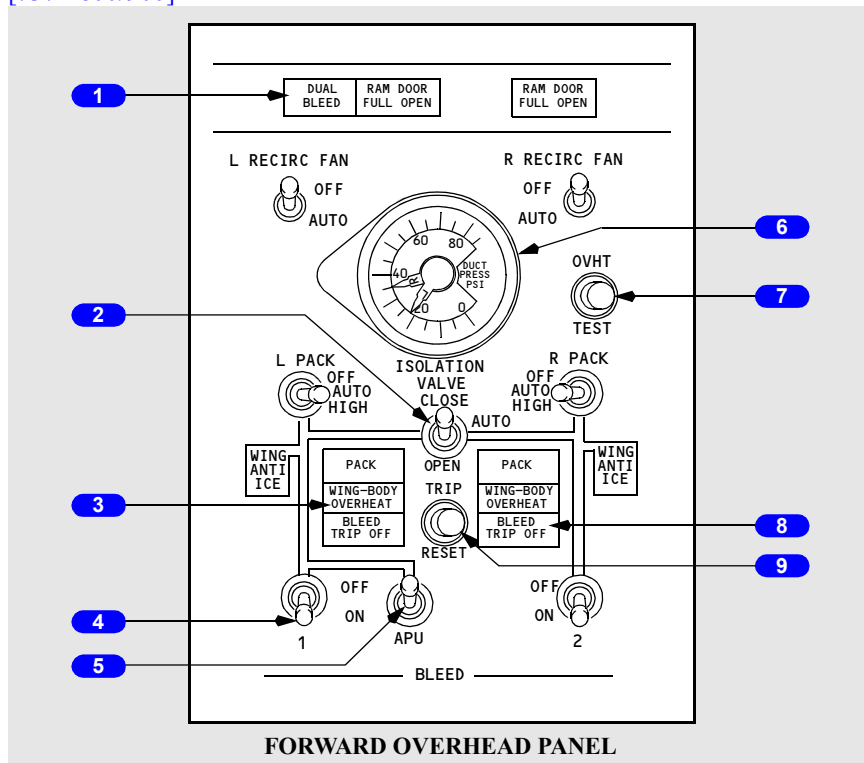 DUAL BLEED
RAM DOOR FULL OPEN
RAM DOOR FULL OPEN
1
L RECIRC FAN
OFF
AUTO
R RECIRC FAN
OFF
AUTO
6
60
80
40
20
0
DUCT PRESS PSI
R
L
OVHT
TEST
7
2
L PACK
OFF
AUTO
HIGH
ISOLATION
VALVE
CLOSE
AUTO
OPEN
R PACK
OFF
AUTO
HIGH
WING ANTI ICE
PACK
WING-BODY OVERHEAT
BLEED TRIP OFF
3
TRIP
RESET
PACK
WING-BODY OVERHEAT
BLEED TRIP OFF
WING ANTI ICE
8
9
4
OFF
ON
1
5
APU
OFF
ON
2
BLEED
FORWARD OVERHEAD PANEL